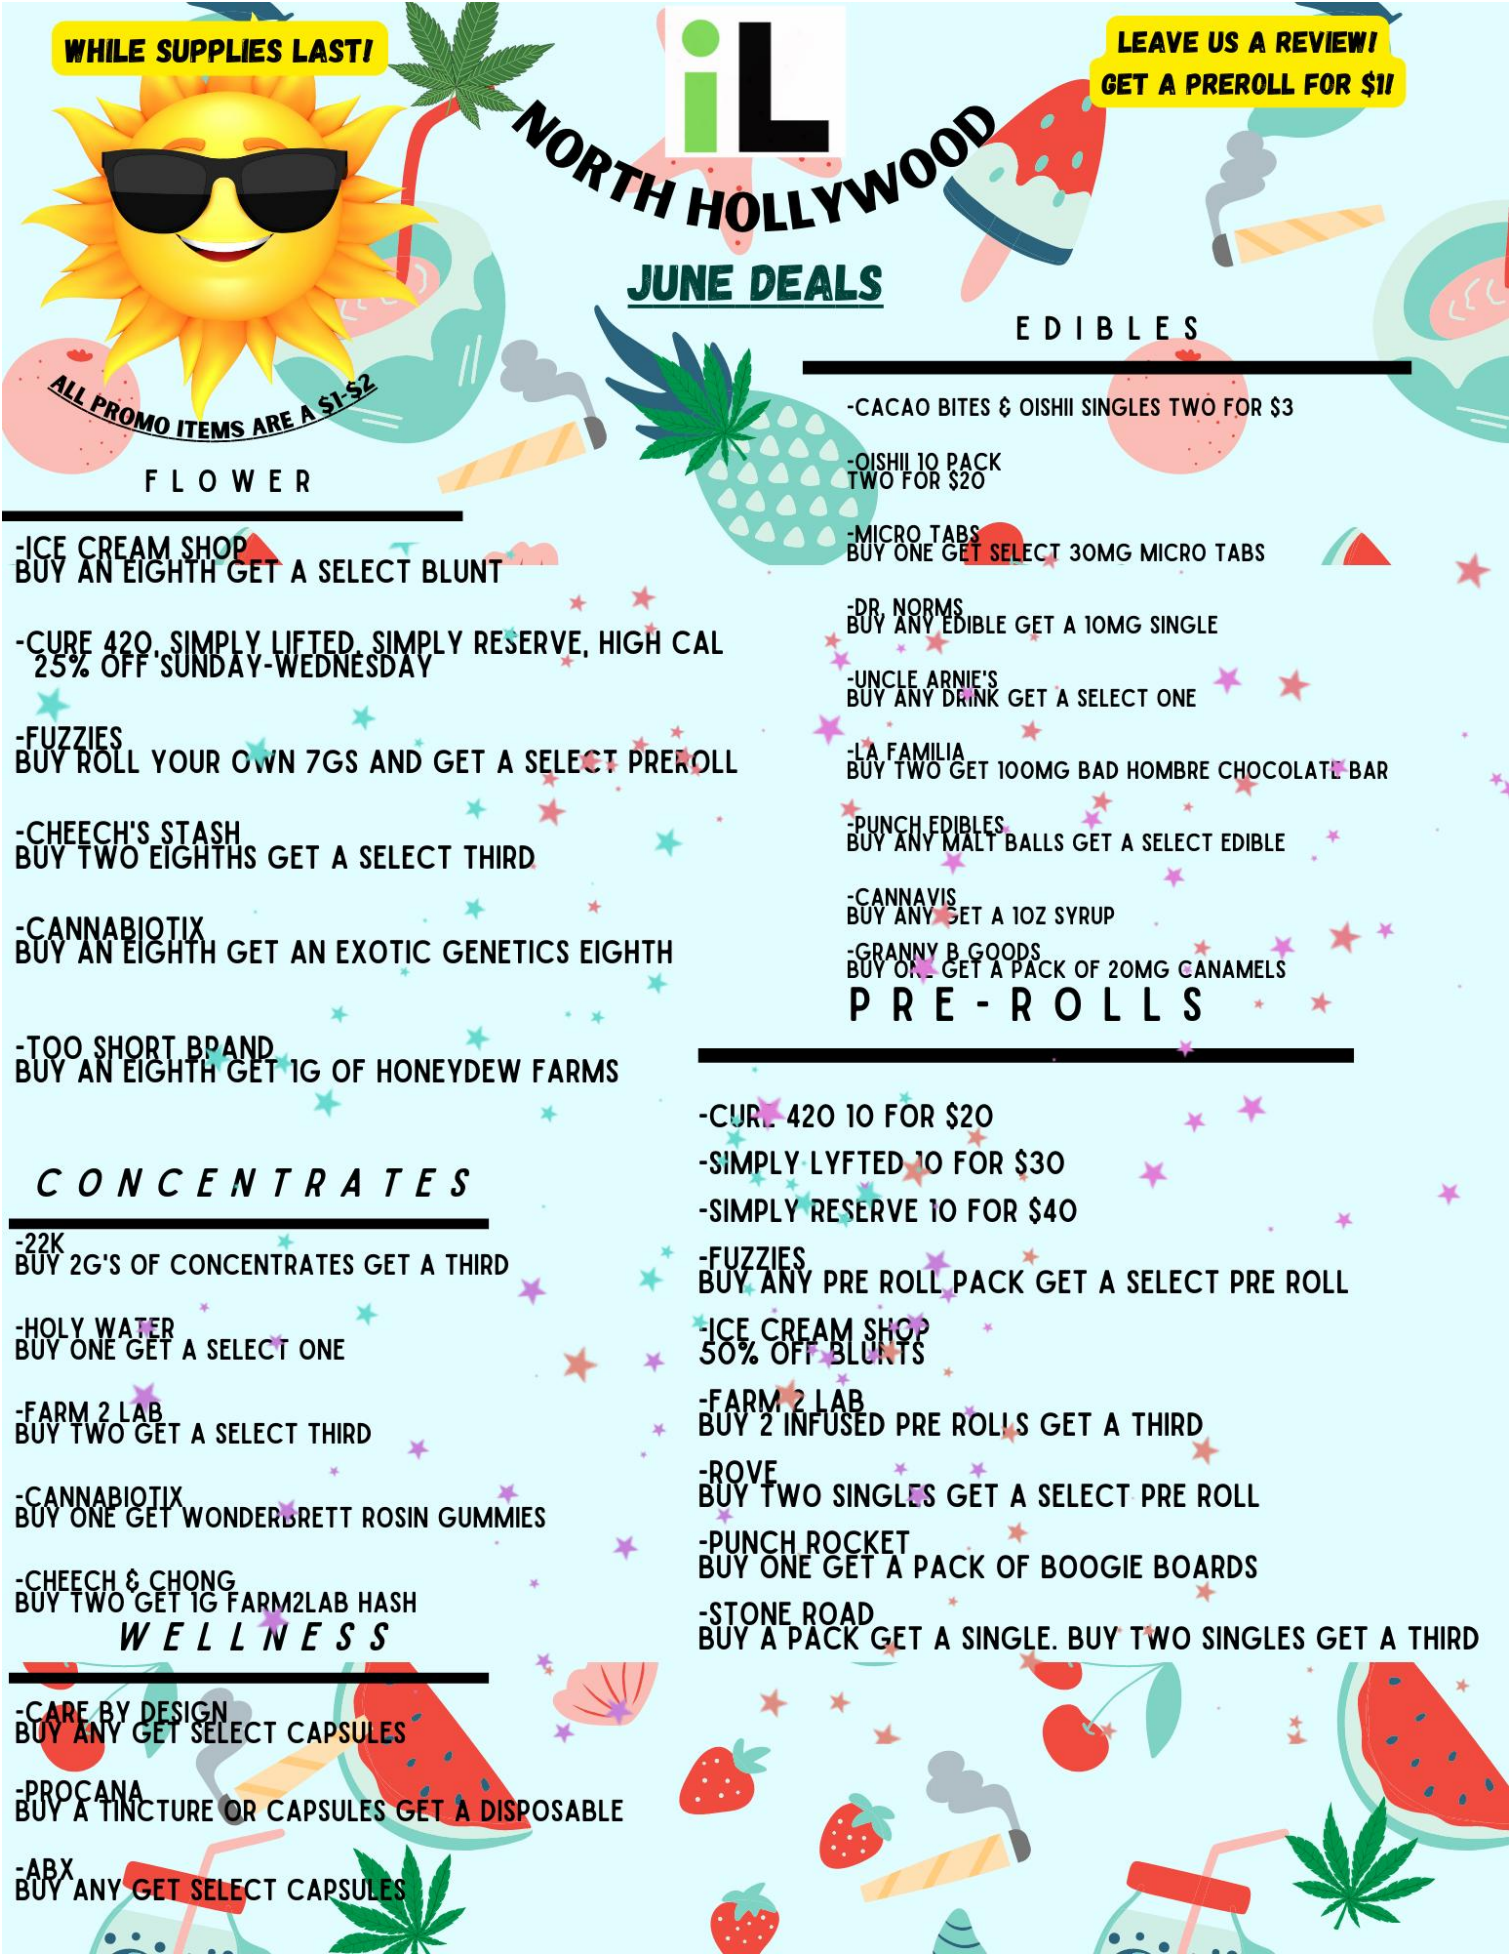 WHILE SUPPLIES LAST!
LEAVE US A REVIEW!
GET A PREROLL FOR $1!
iL
NORTH HOLLYWOOD
JUNE DEALS
ALL PROMO ITEMS ARE A $1-$2
FLOWER
-ICE CREAM SHOP
BUY AN EIGHTH GET A SELECT BLUNT
-CURE 420, SIMPLY LIFTED, SIMPLY RESERVE, HIGH CAL
25% OFF SUNDAY-WEDNESDAY
-FUZZIES
BUY ROLL YOUR OWN 7GS AND GET A SELECT PREROLL
-CHEECH'S STASH
BUY TWO EIGHTHS GET A SELECT THIRD
-CANNABIOTIX
BUY AN EIGHTH GET AN EXOTIC GENETICS EIGHTH
-TOO SHORT BRAND
BUY AN EIGHTH GET 1G OF HONEYDEW FARMS
CONCENTRATES
-22K
BUY 2G'S OF CONCENTRATES GET A THIRD
-HOLY WATER
BUY ONE GET A SELECT ONE
-FARM 2 LAB
BUY TWO GET A SELECT THIRD
-CANNABIOTIX
BUY ONE GET WONDERBRETT ROSIN GUMMIES
-CHEECH & CHONG
BUY TWO GET 1G FARM2LAB HASH
WELLNESS
-CARE BY DESIGN
BUY ANY GET SELECT CAPSULES
-PROCANA
BUY A TINCTURE OR CAPSULES GET A DISPOSABLE
-ABX
BUY ANY GET SELECT CAPSULES
EDIBLES
-CACAO BITES & OISHII SINGLES TWO FOR $3
-OISHII 10 PACK
TWO FOR $20
-MICRO TABS
BUY ONE GET SELECT 30MG MICRO TABS
-DR. NORMS
BUY ANY EDIBLE GET A 10MG SINGLE
-UNCLE ARNIE'S
BUY ANY DRINK GET A SELECT ONE
-LA FAMILIA
BUY TWO GET 100MG BAD HOMBRE CHOCOLATE BAR
-PUNCH EDIBLES
BUY ANY MALT BALLS GET A SELECT EDIBLE
-CANNAVIS
BUY ANY GET A 1OZ SYRUP
-GRANNY B GOODS
BUY ONE GET A PACK OF 20MG CANAMELS
PRE-ROLLS
-CURE 420 10 FOR $20
-SIMPLY LYFTED 10 FOR $30
-SIMPLY RESERVE 10 FOR $40
-FUZZIES
BUY ANY PRE ROLL PACK GET A SELECT PRE ROLL
-ICE CREAM SHOP
50% OFF BLUNTS
-FARM 2 LAB
BUY 2 INFUSED PRE ROLLS GET A THIRD
-ROVE
BUY TWO SINGLES GET A SELECT PRE ROLL
-PUNCH ROCKET
BUY ONE GET A PACK OF BOOGIE BOARDS
-STONE ROAD
BUY A PACK GET A SINGLE. BUY TWO SINGLES GET A THIRD